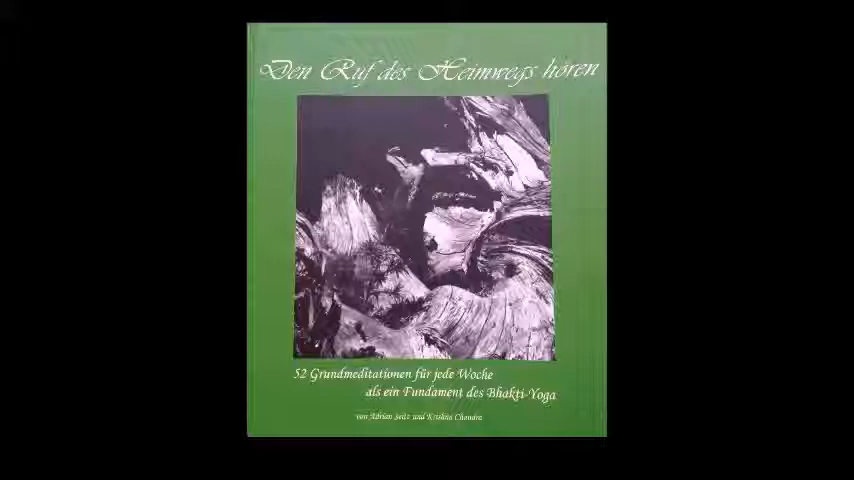 Den Ruf des Heimwegs hören
52 Grundmeditationen für jede Woche
als ein Fundament des Bhakti-Yoga
von Adrian Seitz und Krishna Chandra